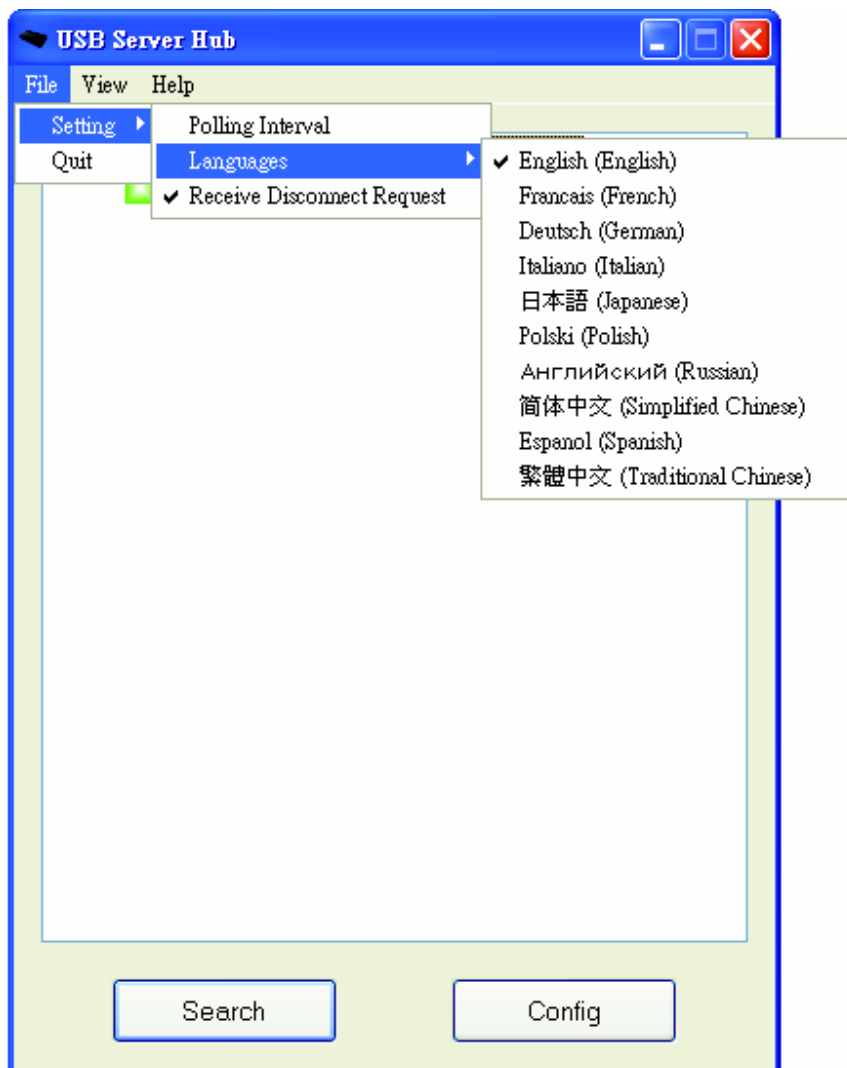 USB Server Hub
File View Help
Setting
Quit
Polling Interval
Languages
Receive Disconnect Request
English (English)
Francais (French)
Deutsch (German)
Italiano (Italian)
日本語 (Japanese)
Polski (Polish)
Английский (Russian)
简体中文 (Simplified Chinese)
Espanol (Spanish)
繁體中文 (Traditional Chinese)
Search
Config